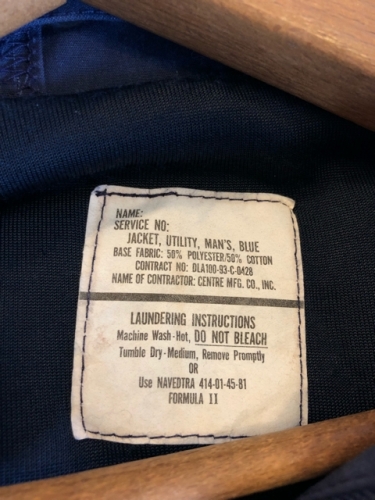 NAME:
SERVICE NO:
JACKET, UTILITY, MAN'S, BLUE
BASE FABRIC: 50% POLYESTER/50% COTTON
CONTRACT NO: DLA100-93-C-0428
NAME OF CONTRACTOR: CENTRE MFG. CO., INC.
LAUNDERING INSTRUCTIONS
Machine Wash-Hot, DO NOT BLEACH
Tumble Dry-Medium, Remove Promptly
OR
Use NAVEDTRA 414-01-45-81
FORMULA II